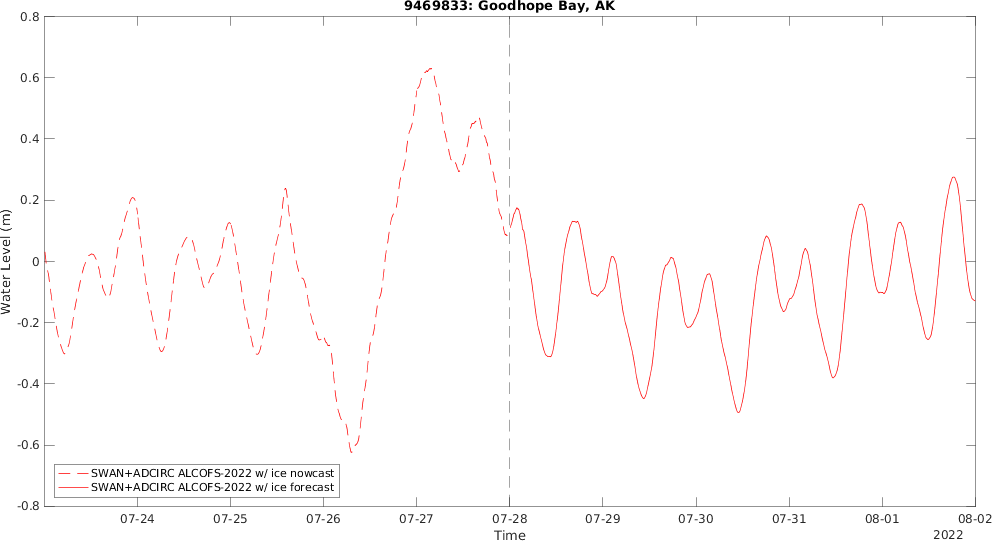 9469833: Goodhope Bay, AK
Water Level (m)
0.8
0.6
0.4
0.2
0
-0.2
-0.4
-0.6
-0.8
SWAN+ADCIRC ALCOFS-2022 w/ ice nowcast
SWAN+ADCIRC ALCOFS-2022 w/ ice forecast
07-24 07-25 07-26 07-27 07-28 07-29 07-30 07-31 08-01 08-02
Time
2022